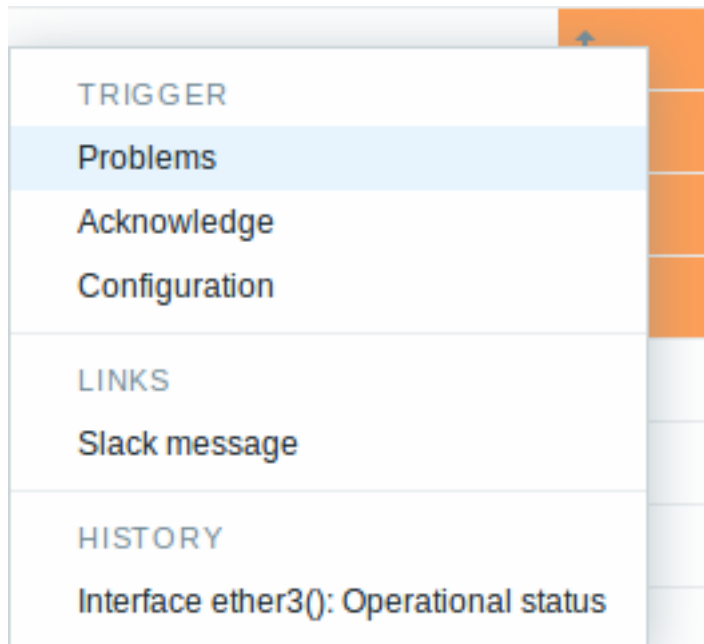 TRIGGER
Problems
Acknowledge
Configuration
LINKS
Slack message
HISTORY
Interface ether3(): Operational status